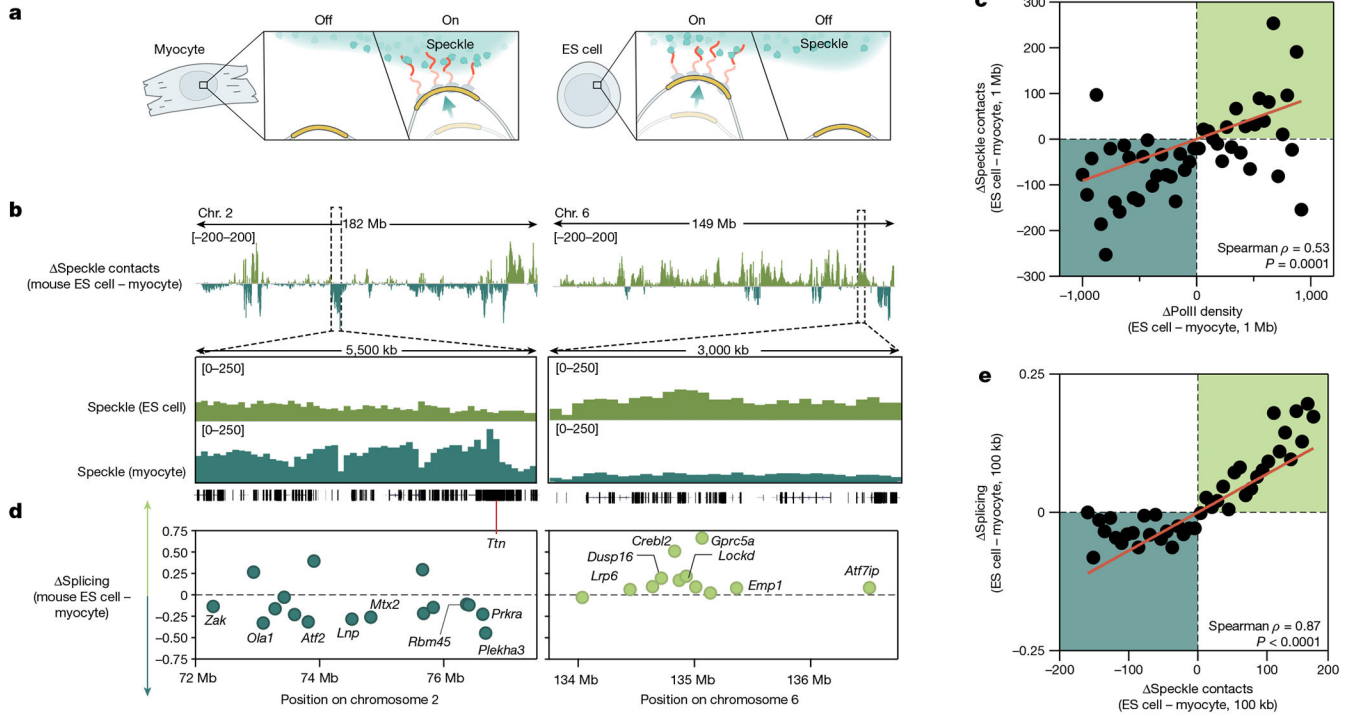 a
Off
On
Myocyte
Speckle
On
Off
ES cell
Speckle
b
Chr. 2
182 Mb
[–200–200]
Chr. 6
149 Mb
[–200–200]
ΔSpeckle contacts
(mouse ES cell – myocyte)
5,500 kb
3,000 kb
[0–250]
[0–250]
Speckle (ES cell)
[0–250]
[0–250]
Speckle (myocyte)
Ttn
d
ΔSplicing
(mouse ES cell –
myocyte)
0.75
0.50
0.25
0
–0.25
–0.50
–0.75
Zak
Ola1
Atf2
Lnp
Mtx2
Rbm45
Prkra
Plekha3
72 Mb
74 Mb
76 Mb
Position on chromosome 2
Crebl2
Gprc5a
Dusp16
Lockd
Lrp6
Emp1
Atf7ip
134 Mb
135 Mb
136 Mb
Position on chromosome 6
c
ΔSpeckle contacts
(ES cell – myocyte, 1 Mb)
300
200
100
0
–100
–200
–300
Spearman ρ = 0.53
P = 0.0001
–1,000
0
1,000
ΔPolII density
(ES cell – myocyte, 1 Mb)
e
ΔSplicing
(ES cell – myocyte, 100 kb)
0.25
0
–0.25
Spearman ρ = 0.87
P < 0.0001
–200
–100
0
100
200
ΔSpeckle contacts
(ES cell – myocyte, 100 kb)